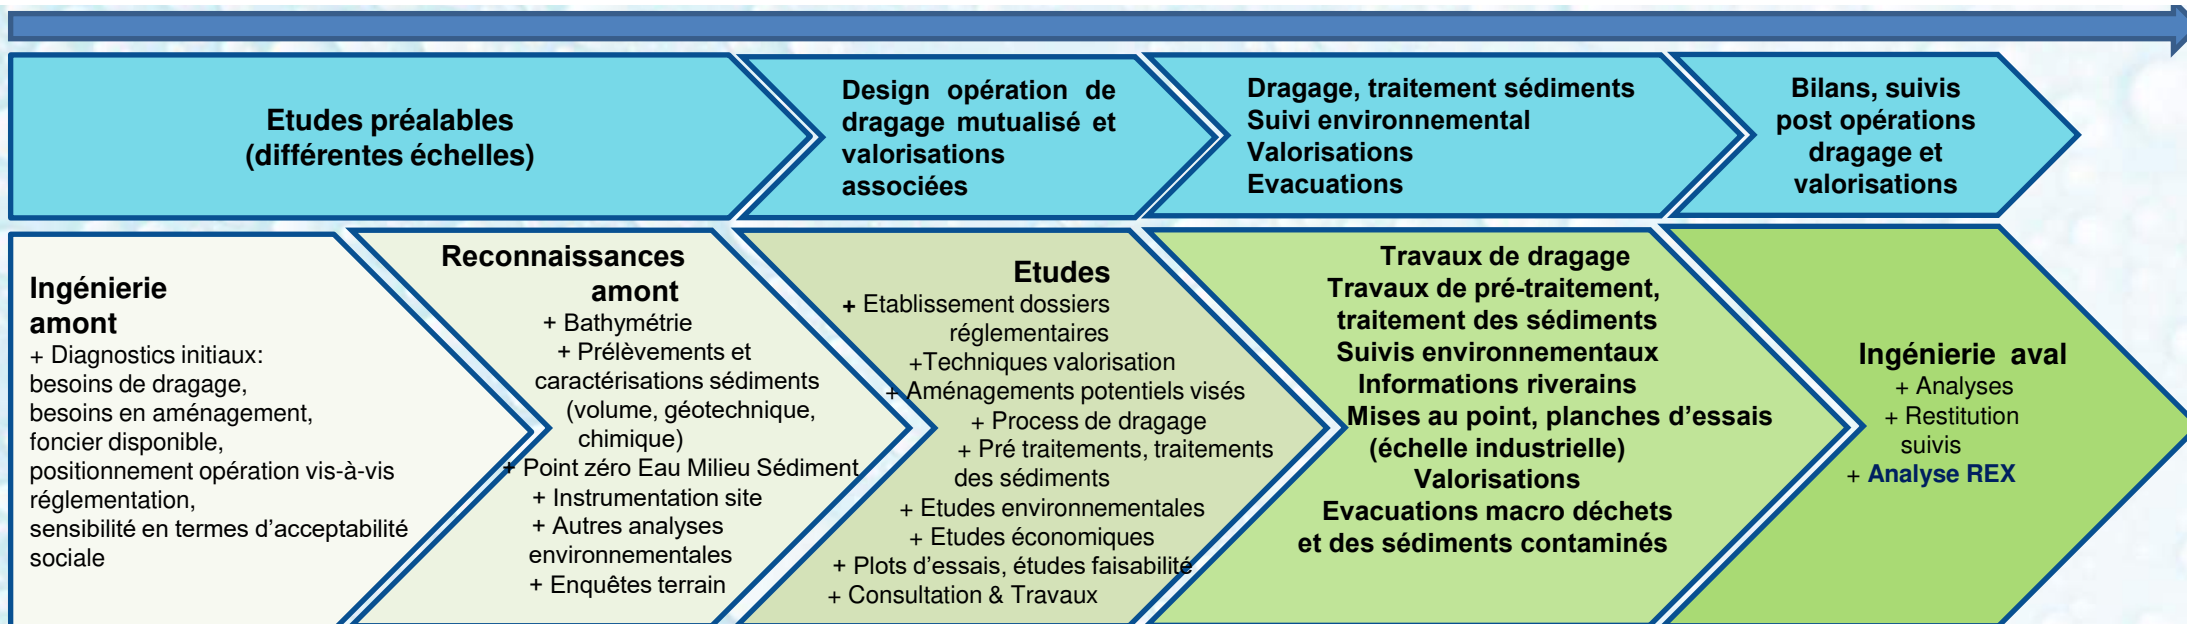 Etudes préalables
(différentes échelles)
Design opération de
dragage mutualisé et
valorisations
associées
Dragage, traitement sédiments
Suivi environmental
Valorisations
Evacuations
Bilans, suivis
post opérations
dragage et
valorisations
Ingénierie
amont
+ Diagnostics initiaux:
besoins de dragage,
besoins en aménagement,
foncier disponible,
positionnement opération vis-à-vis
réglementation,
sensibilité en termes d'acceptabilité
sociale
Reconnaissances
amont
+ Bathymétrie
+ Prélèvements et
caractérisations sédiments
(volume, géotechnique,
chimique)
+ Point zéro Eau Milieu Sédiment
+ Instrumentation site
+ Autres analyses
environnementales
+ Enquêtes terrain
Etudes
+ Etablissement dossiers
réglementaires
+Techniques valorisation
+ Aménagements potentiels visés
+ Process de dragage
+ Pré traitements, traitements
des sédiments
+ Etudes environnementales
+ Etudes économiques
+ Plots d'essais, études faisabilité
+ Consultation & Travaux
Travaux de dragage
Travaux de pré-traitement,
traitement des sédiments
Suivis environnementaux
Informations riverains
Mises au point, planches d'essais
(échelle industrielle)
Valorisations
Evacuations macro déchets
et des sédiments contaminés
Ingénierie aval
+ Analyses
+ Restitution
suivis
+ Analyse REX